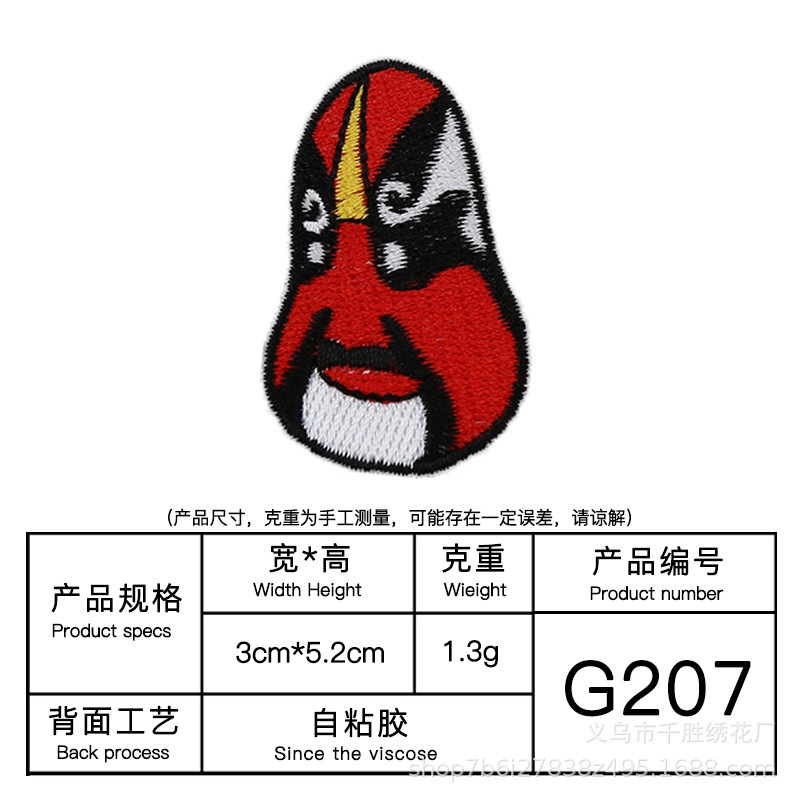 (产品尺寸，克重为手工测量，可能存在一定误差，请谅解)
产品规格
Product specs
宽*高
Width Height
克重
Wieight
产品编号
Product number
3cm*5.2cm
1.3g
G207
背面工艺
Back process
自粘胶
Since the viscose
义乌市千胜绣花厂
shop7b6i27838z495.1688.com